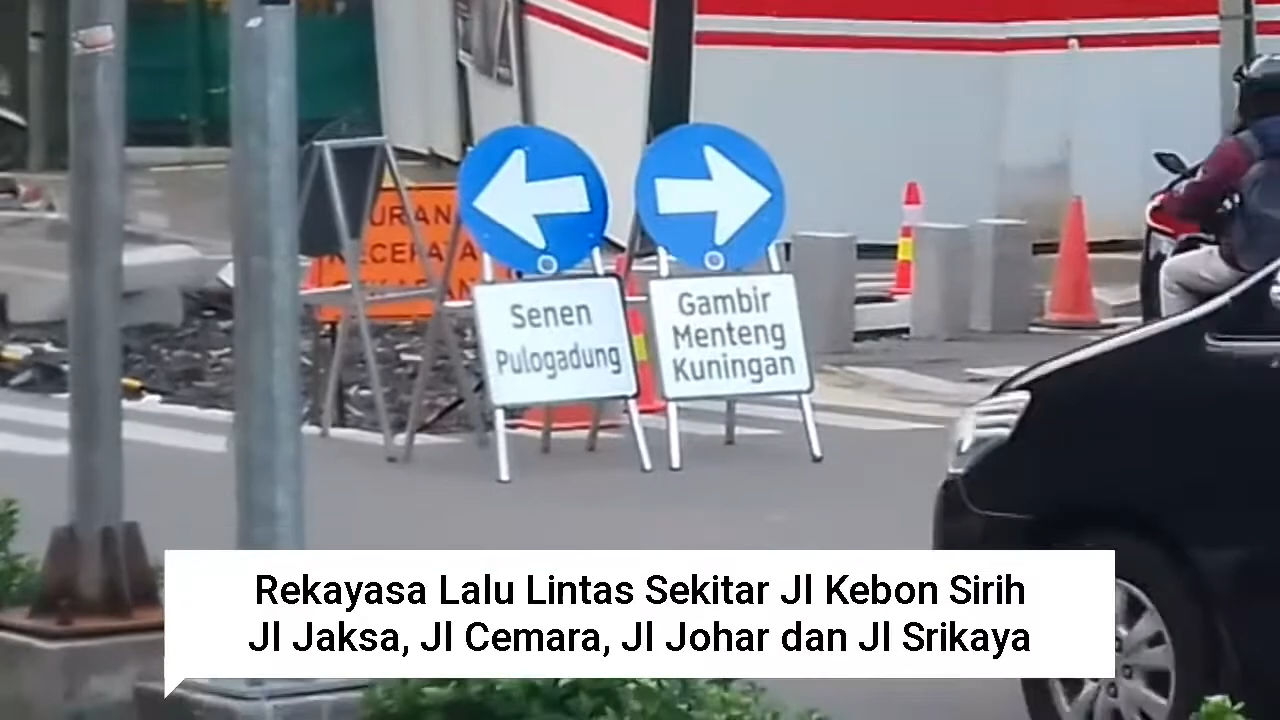 Senen
Pulogadung
Gambir
Menteng
Kuningan
Rekayasa Lalu Lintas Sekitar Jl Kebon Sirih
Jl Jaksa, Jl Cemara, Jl Johar dan Jl Srikaya